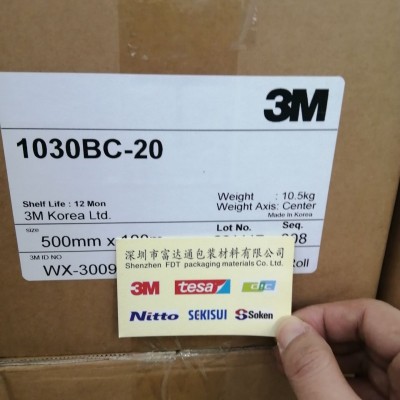 3M
1030BC-20
Shelf Life : 12 Mon
3M Korea Ltd.
Weight : 10.5kg
Weight Axis: Center
Made in Korea
size
500mm x
Lot No. Seq.
3M ID NO
WX-3009
Roll
深圳市富达通包装材料有限公司
Shenzhen FDT packaging materials Co. Ltd.
3M tesa d-c
Nitto SEKISUI Soken